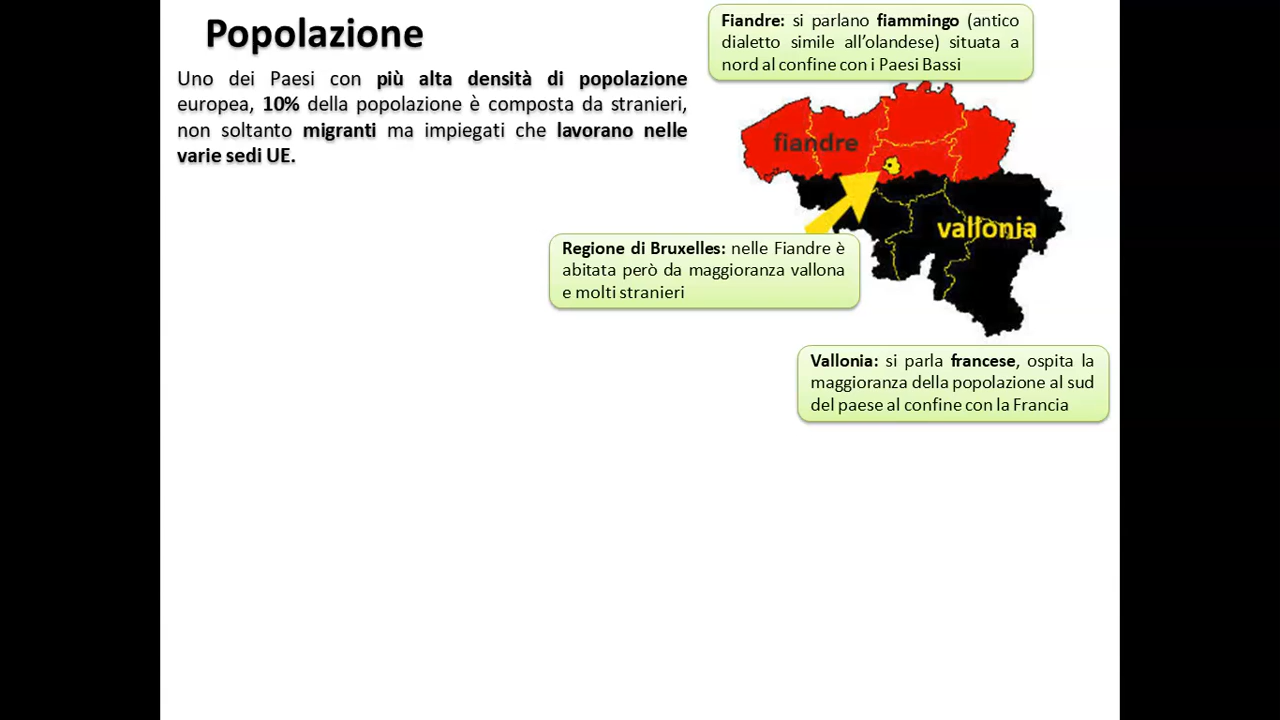 Popolazione
Uno dei Paesi con più alta densità di popolazione
europea, 10% della popolazione è composta da stranieri,
non soltanto migranti ma impiegati che lavorano nelle
varie sedi UE.
Fiandre: si parlano fiammingo (antico
dialetto simile all’olandese) situata a
nord al confine con i Paesi Bassi
fiandre
vallonia
Regione di Bruxelles: nelle Fiandre è
abitata però da maggioranza vallona
e molti stranieri
Vallonia: si parla francese, ospita la
maggioranza della popolazione al sud
del paese al confine con la Francia